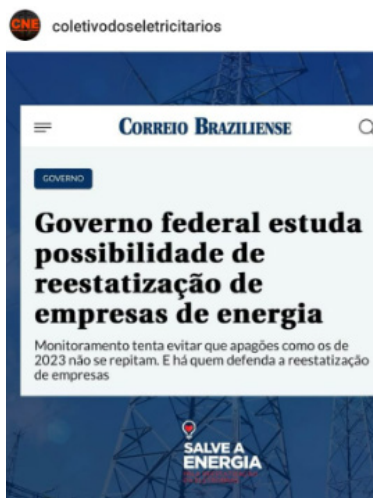 CNE
coletivodoseletricitarios
CORREIO BRAZILIENSE
GOVERNO
Governo federal estuda
possibilidade de
reestatização de
empresas de energia
Monitoramento tenta evitar que apagões como os de
2023 não se repitam. E há quem defenda a reestatização
de empresas
SALVE A
ENERGIA